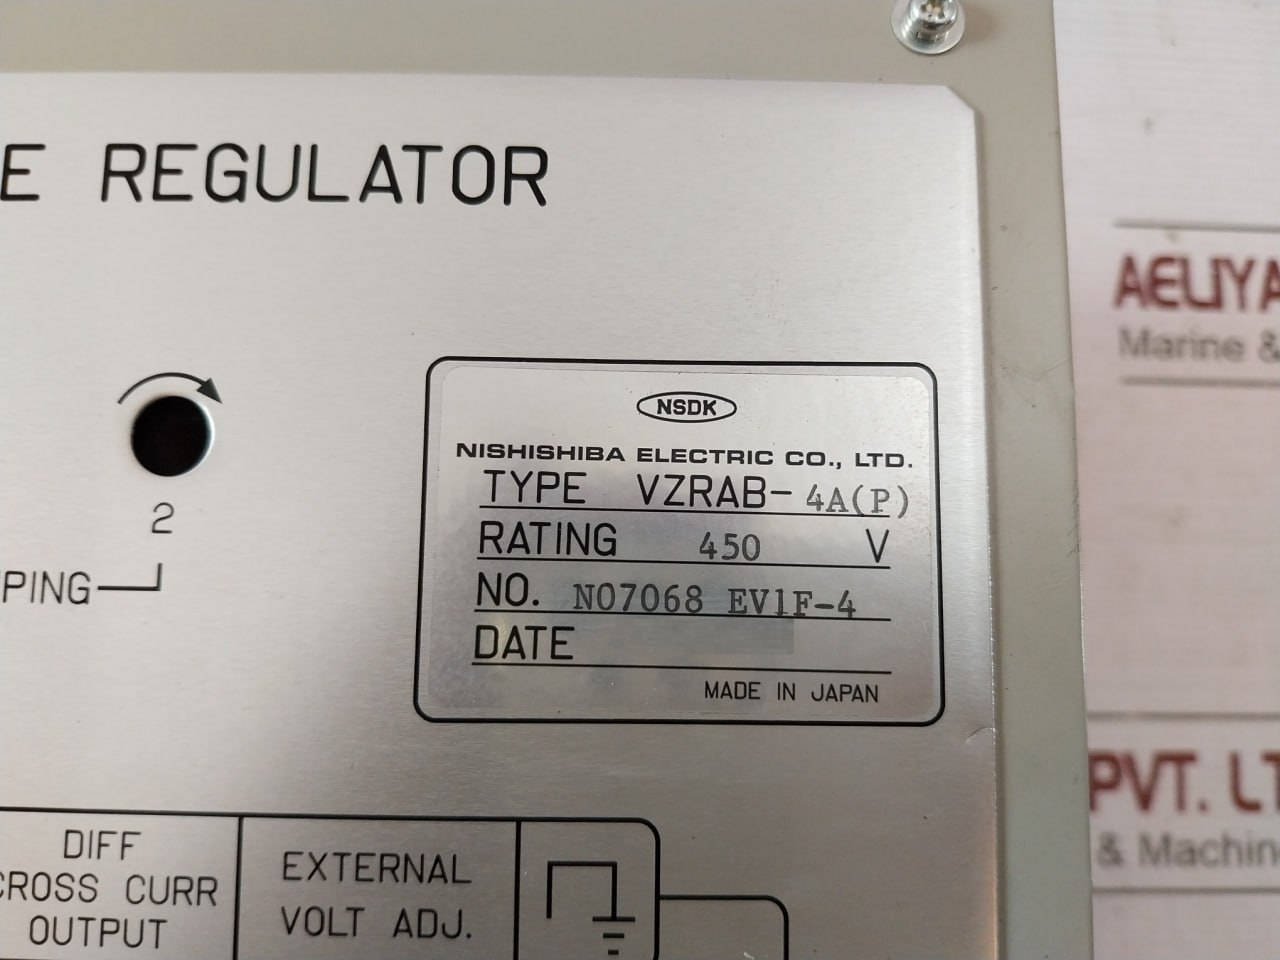 E REGULATOR
AELIYA
Marine &
2
PING
NSDK
NISHISHIBA ELECTRIC CO., LTD.
TYPE VZRAB-4A(P)
RATING 450 V
NO. N07068 EV1F-4
DATE
MADE IN JAPAN
PVT. LT
& Machin
DIFF
CROSS CURR
OUTPUT
EXTERNAL
VOLT ADJ.